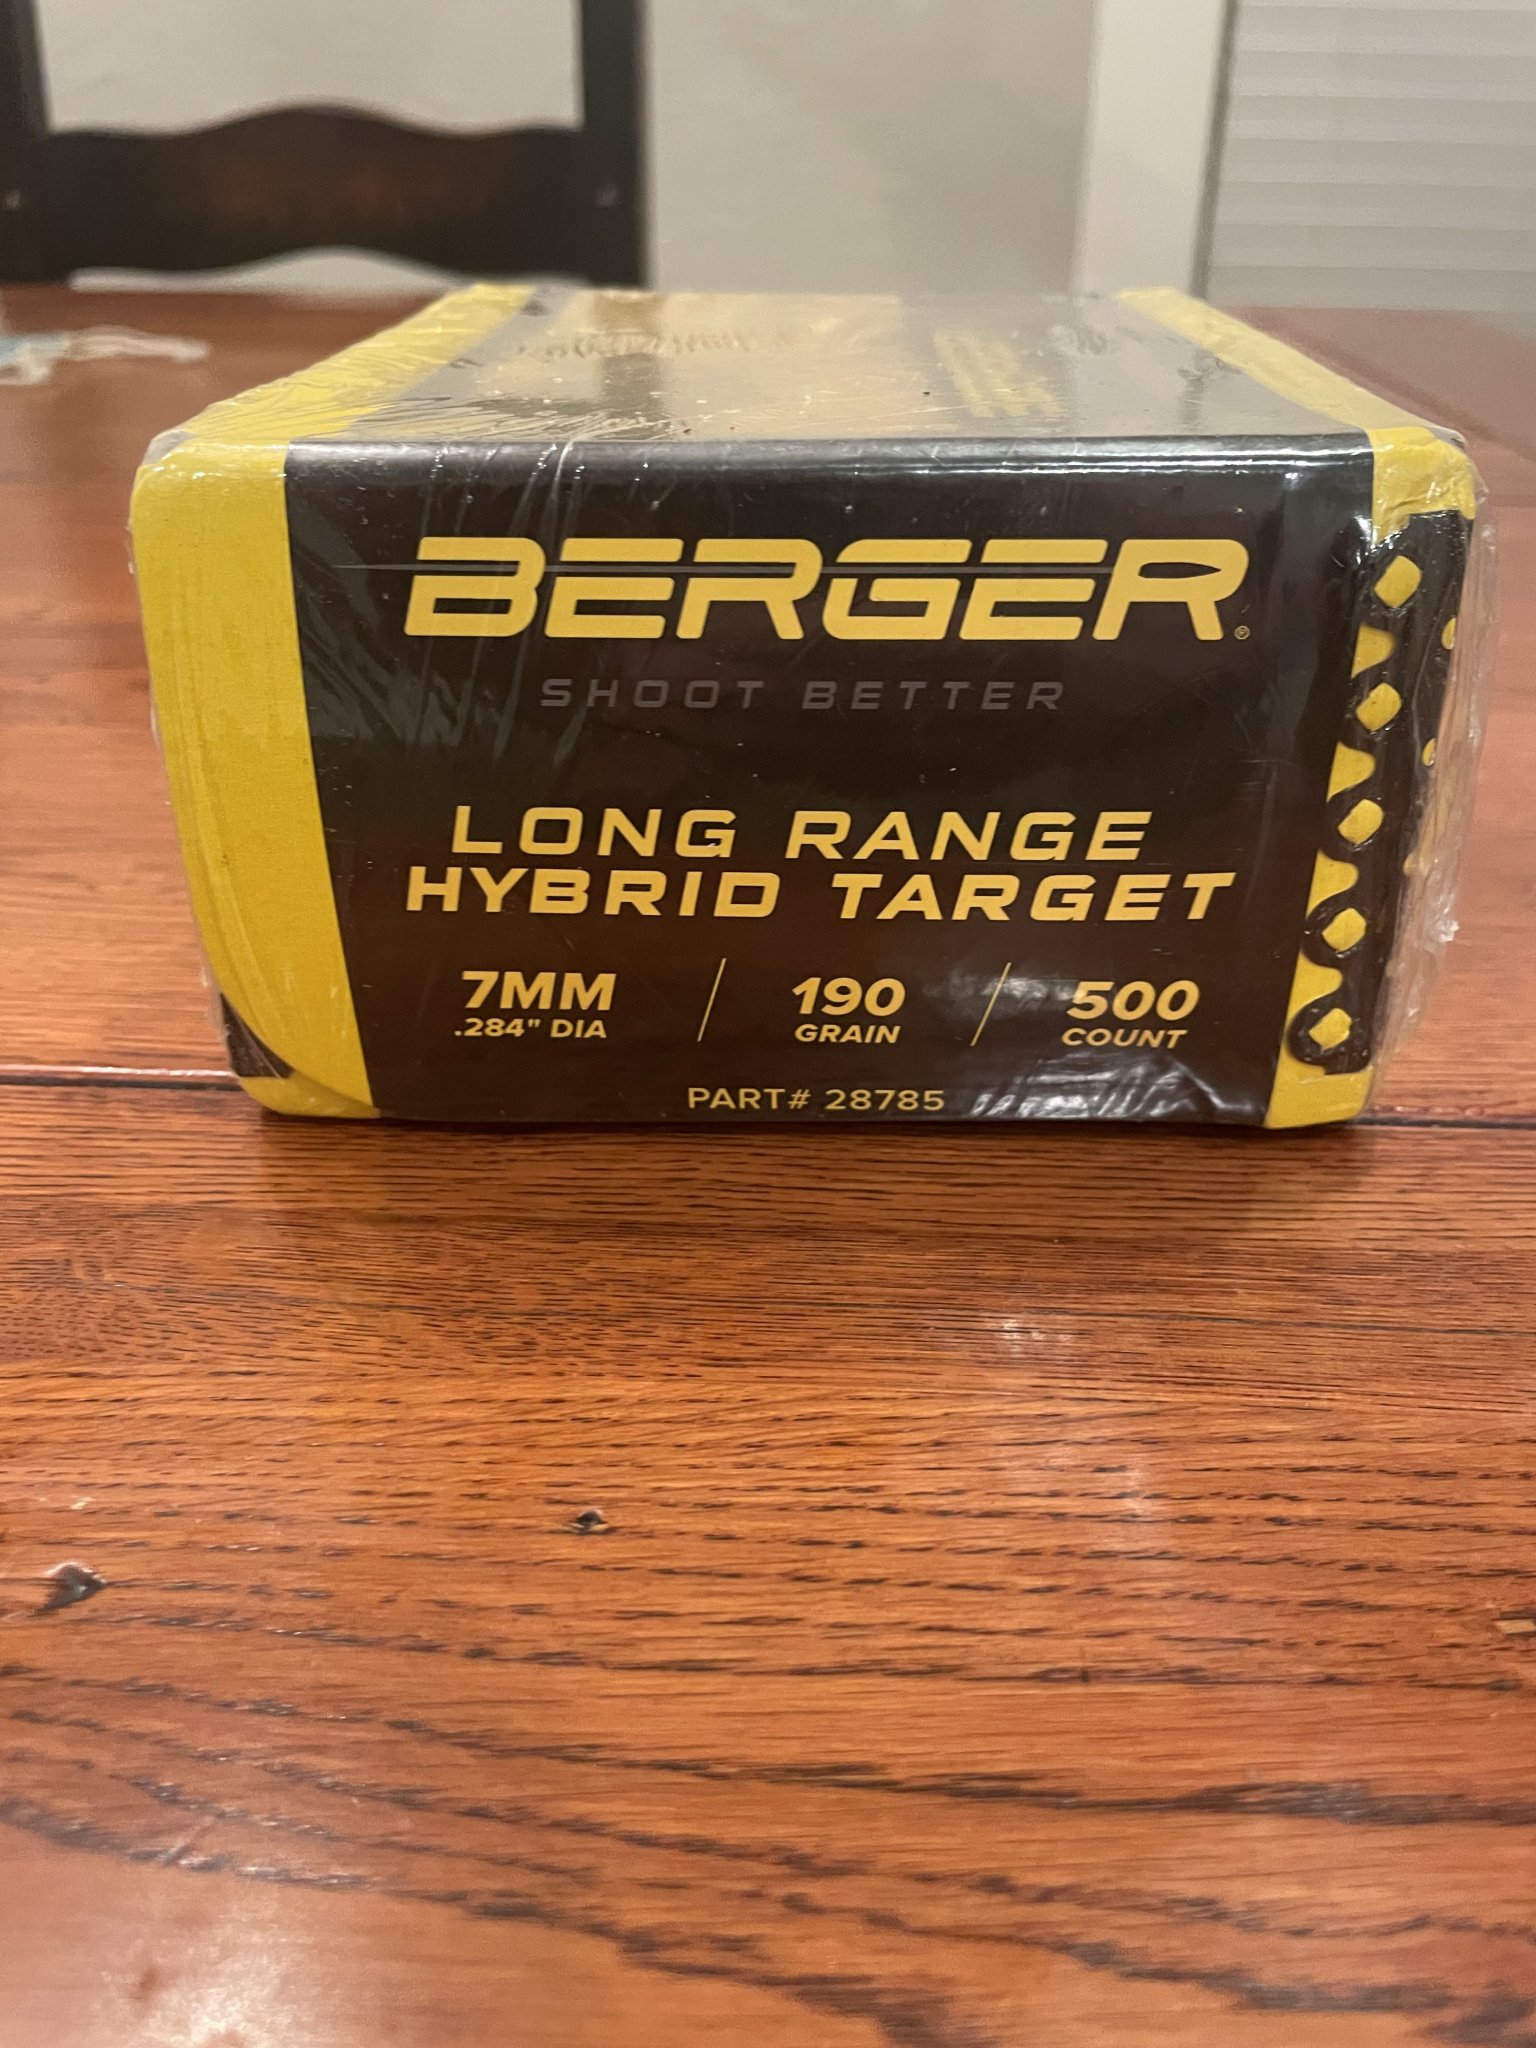 BERGER®
SHOOT BETTER
LONG RANGE
HYBRID TARGET
7MM / 190 / 500
.284" DIA GRAIN COUNT
PART# 28785